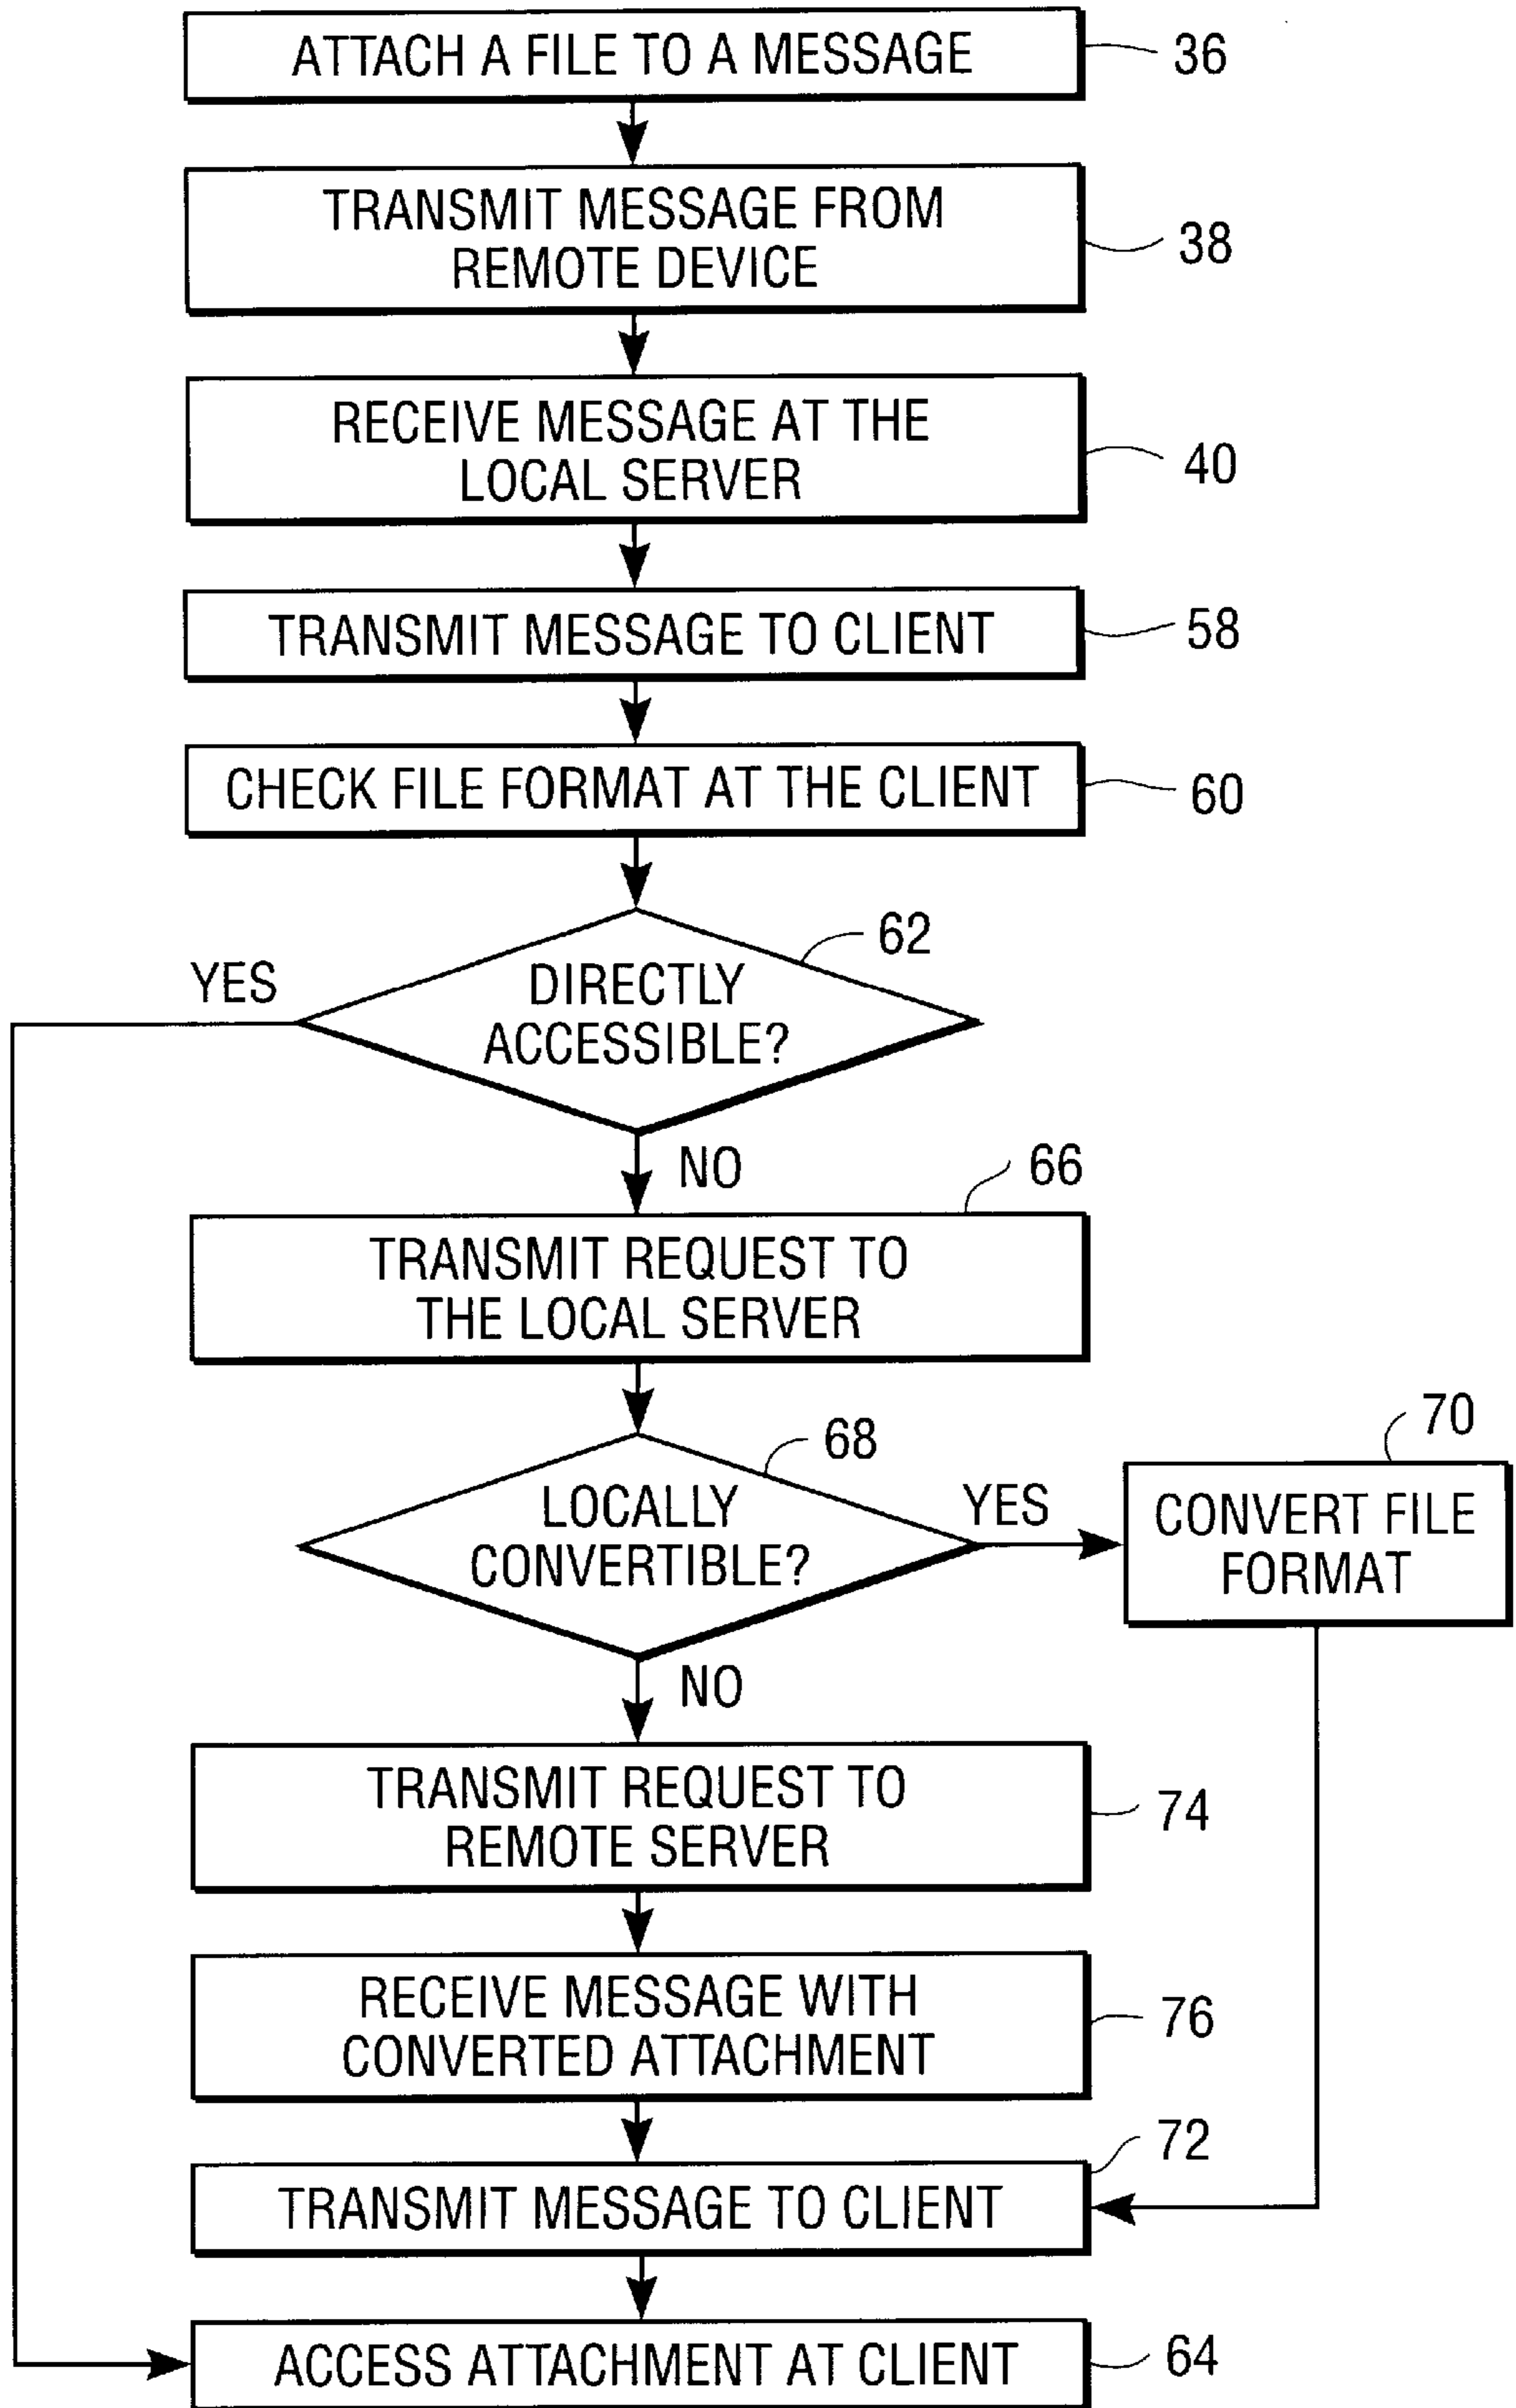 ATTACH A FILE TO A MESSAGE
36
TRANSMIT MESSAGE FROM
REMOTE DEVICE
38
RECEIVE MESSAGE AT THE
LOCAL SERVER
40
TRANSMIT MESSAGE TO CLIENT
58
CHECK FILE FORMAT AT THE CLIENT
60
62
YES
DIRECTLY
ACCESSIBLE?
NO
66
TRANSMIT REQUEST TO
THE LOCAL SERVER
68
LOCALLY
CONVERTIBLE?
YES
70
CONVERT FILE
FORMAT
NO
TRANSMIT REQUEST TO
REMOTE SERVER
74
RECEIVE MESSAGE WITH
CONVERTED ATTACHMENT
76
72
TRANSMIT MESSAGE TO CLIENT
ACCESS ATTACHMENT AT CLIENT
64